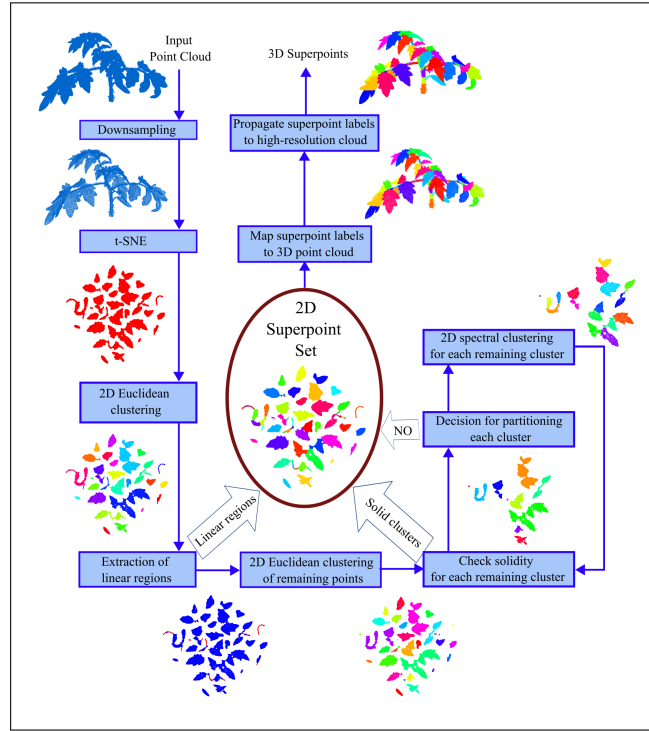 Input
Point Cloud
Downsampling
t-SNE
2D Euclidean
clustering
Extraction of
linear regions
Linear regions
2D Euclidean clustering
of remaining points
Check solidity
for each remaining cluster
Solid clusters
Decision for partitioning
each cluster
NO
2D spectral clustering
for each remaining cluster
2D
Superpoint
Set
Map superpoint labels
to 3D point cloud
Propagate superpoint labels
to high-resolution cloud
3D Superpoints